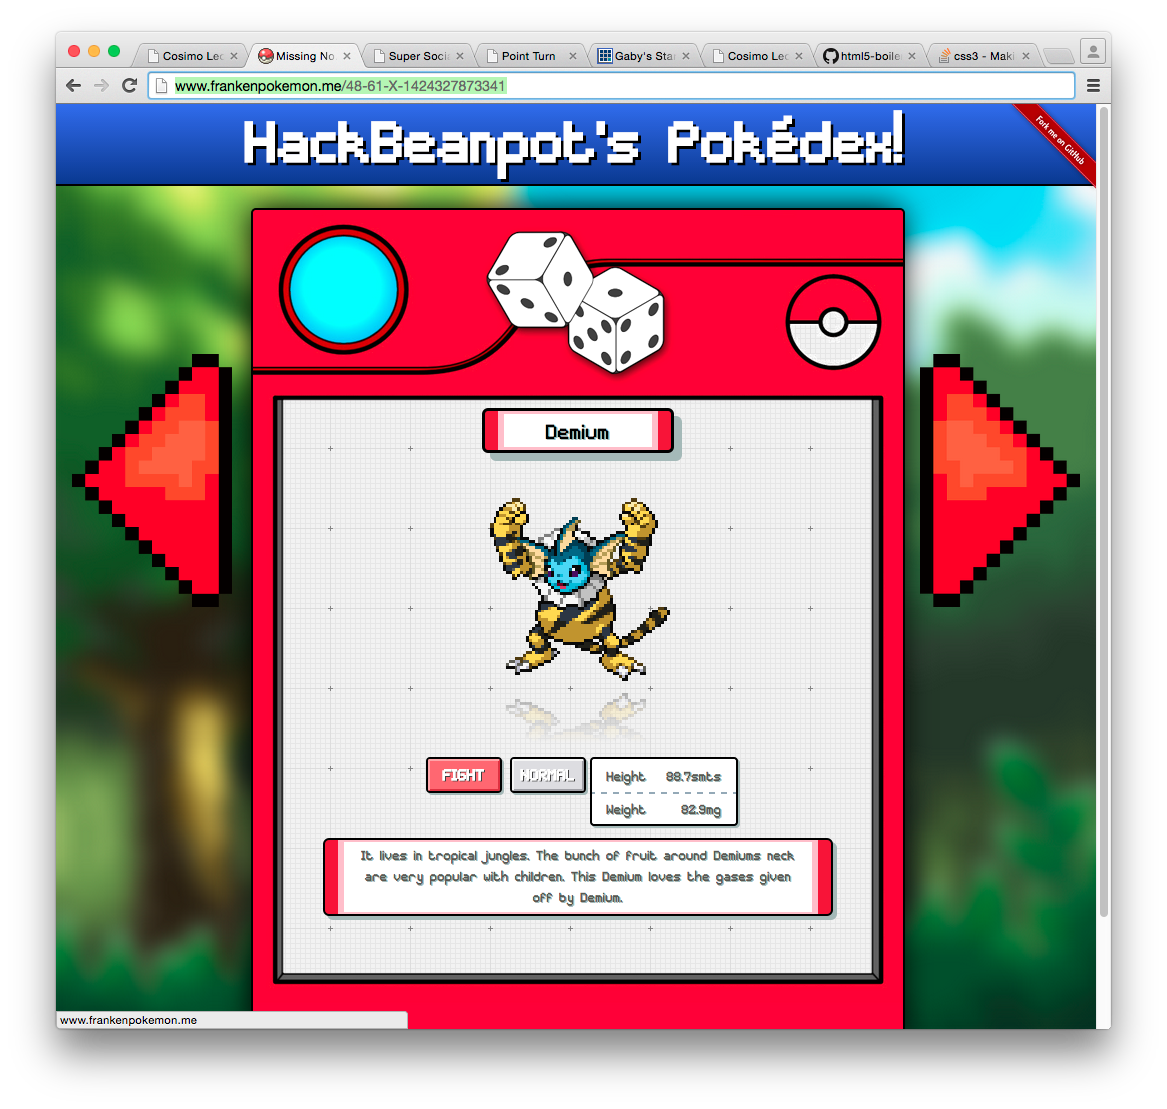 Cosimo Lec
Missing No
Super Socia
Point Turn
Gaby's Star
Cosimo Lec
html5-boile
css3 - Maki
www.frankenpokemon.me/48-61-X-1424327873341
HackBeanpot's Pokédex!
Fork me on GitHub
Demium
FIGHT
NORMAL
Height 88.7smts
Weight 82.9mg
It lives in tropical jungles. The bunch of fruit around Demiums neck
are very popular with children. This Demium loves the gases given
off by Demium.
www.frankenpokemon.me